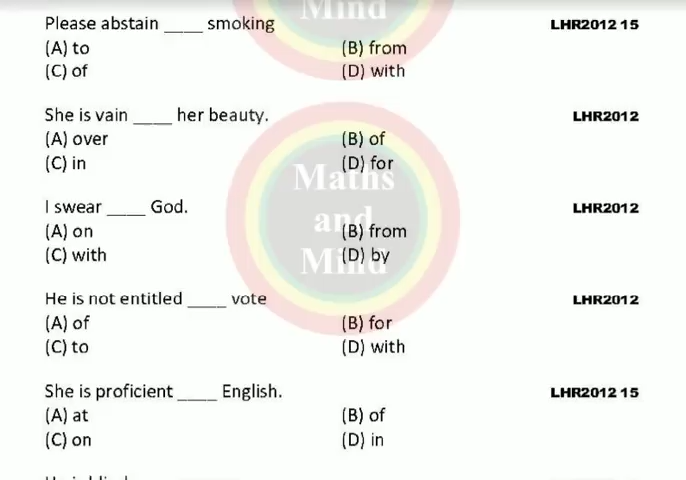 Mind
Please abstain ____ smoking LHR2012 15
(A) to (B) from
(C) of (D) with
She is vain ____ her beauty. LHR2012
(A) over (B) of
(C) in (D) for
Maths
and
Mind
I swear ____ God. LHR2012
(A) on (B) from
(C) with (D) by
He is not entitled ____ vote LHR2012
(A) of (B) for
(C) to (D) with
She is proficient ____ English. LHR2012 15
(A) at (B) of
(C) on (D) in